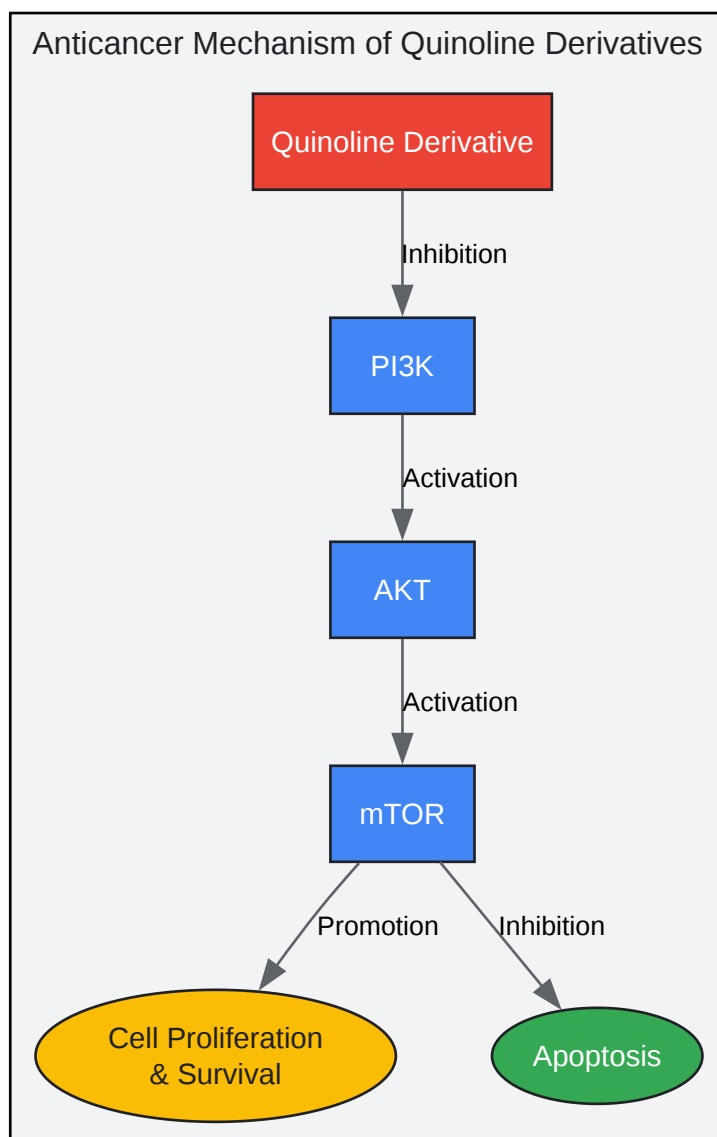 Anticancer Mechanism of Quinoline Derivatives
Quinoline Derivative
Inhibition
PI3K
Activation
AKT
Activation
mTOR
Promotion
Inhibition
Cell Proliferation
& Survival
Apoptosis